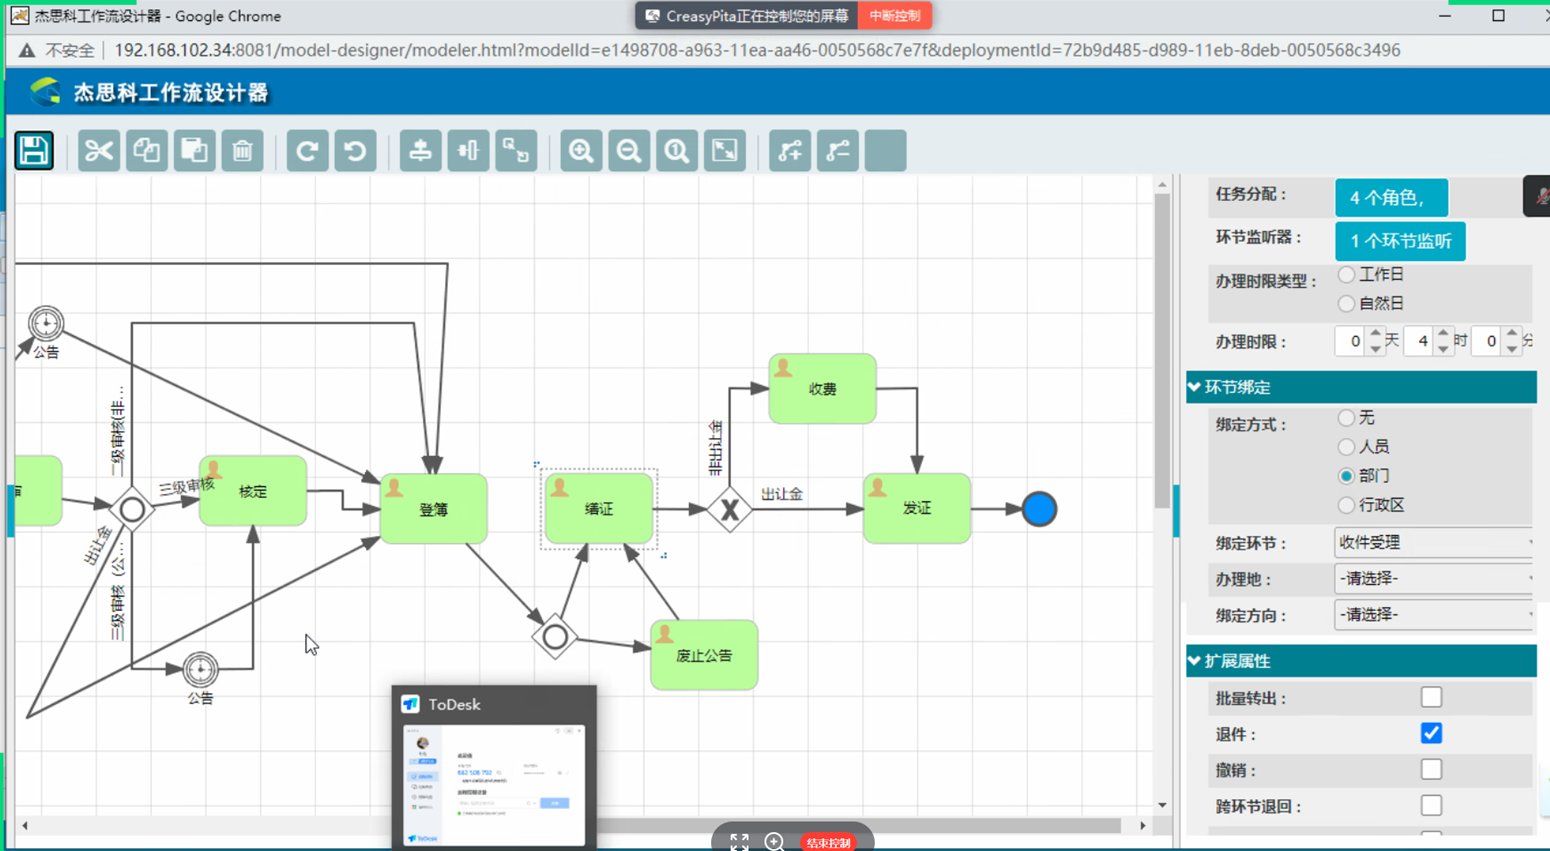 杰思科工作流设计器 - Google Chrome
CreasyPita正在控制您的屏幕
中断控制
不安全
192.168.102.34:8081/model-designer/modeler.html?modelId=e1498708-a963-11ea-aa46-0050568c7e7f&deploymentId=72b9d485-d989-11eb-8deb-0050568c3496
杰思科工作流设计器
任务分配：
4 个角色，
环节监听器：
1 个环节监听
办理时限类型：
工作日
自然日
办理时限：
0 天 4 时 0 分
环节绑定
绑定方式：
无
人员
部门
行政区
绑定环节：
收件受理
办理地：
-请选择-
绑定方向：
-请选择-
扩展属性
批量转出：
退件：
撤销：
跨环节退回：
公告
二级审核(非...
三级审核
核定
出让金
三级审核（公...
公告
登簿
缮证
非出让金
收费
出让金
发证
废止公告
ToDesk
结束控制